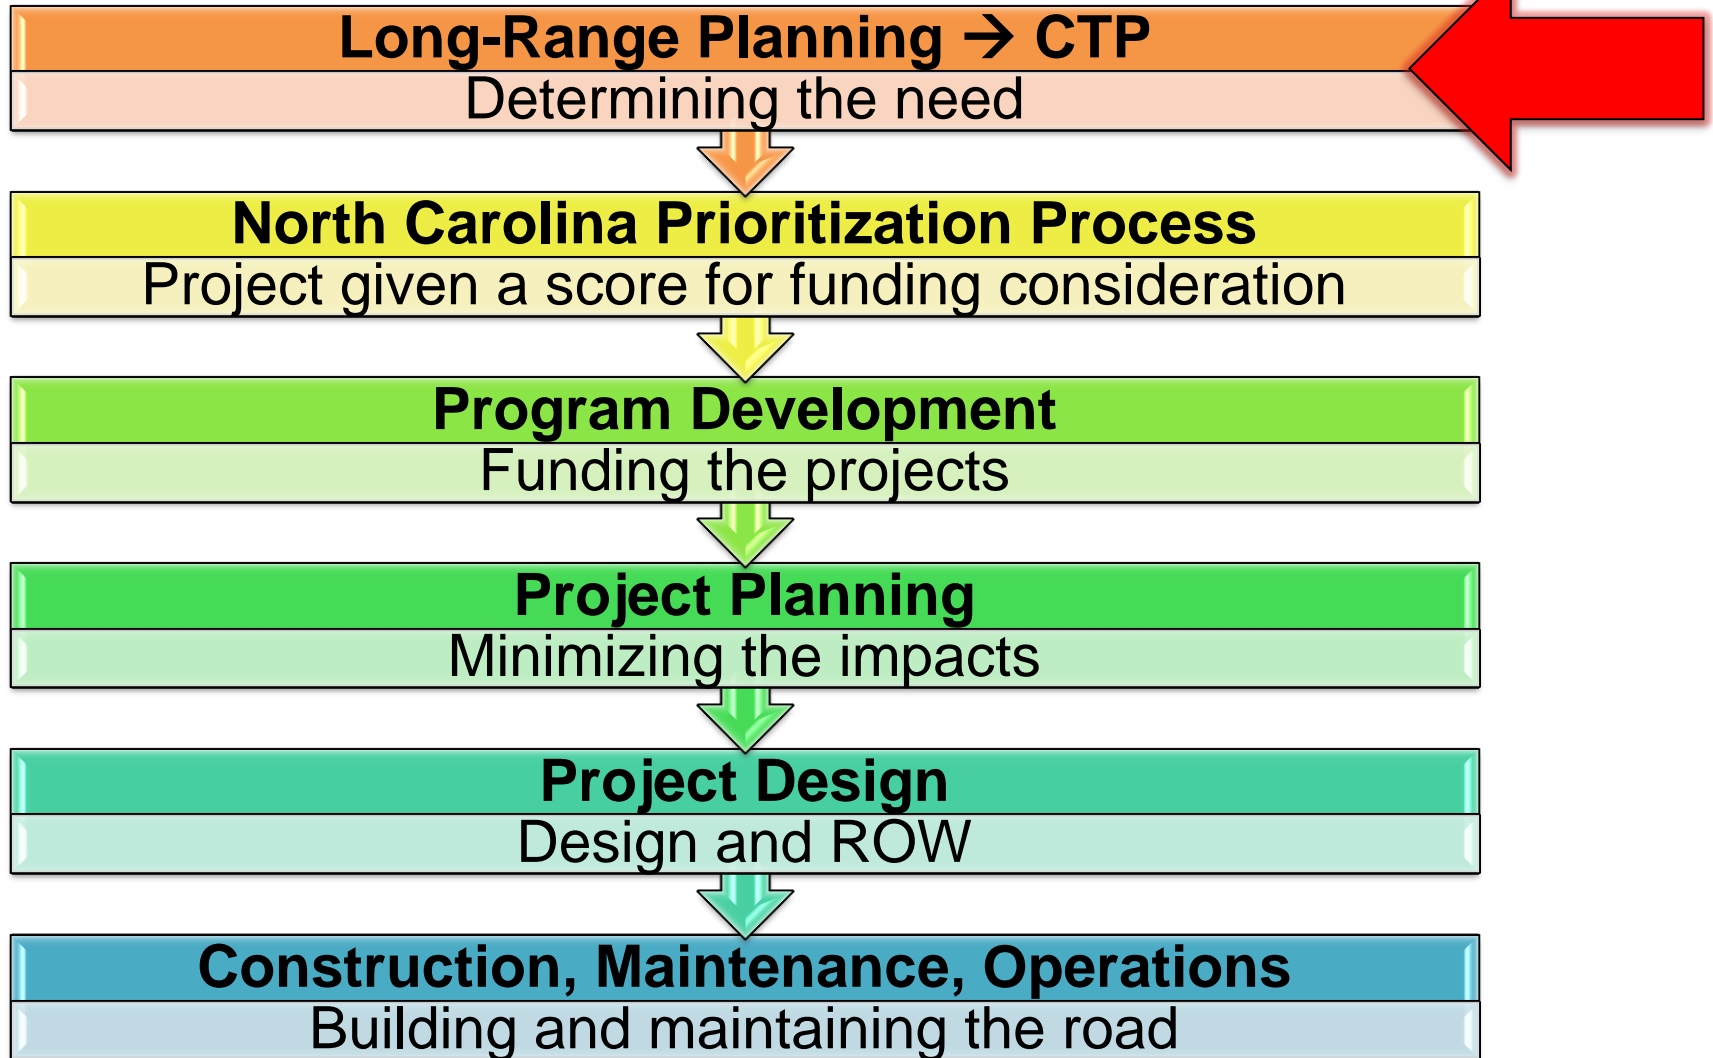 Long-Range Planning → CTP
Determining the need
North Carolina Prioritization Process
Project given a score for funding consideration
Program Development
Funding the projects
Project Planning
Minimizing the impacts
Project Design
Design and ROW
Construction, Maintenance, Operations
Building and maintaining the road